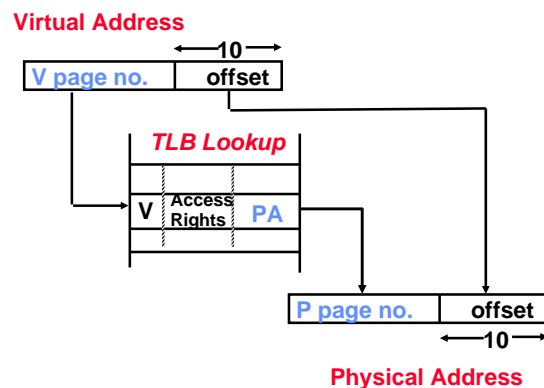 Virtual Address
10
V page no. offset
TLB Lookup
V Access Rights PA
P page no. offset
10
Physical Address